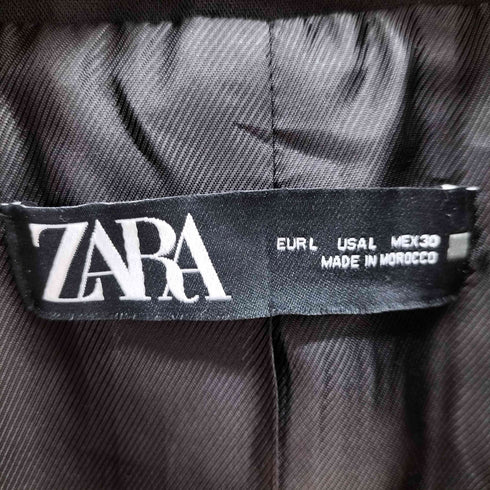 ZARA
EUR L USA L MEX 30
MADE IN MOROCCO